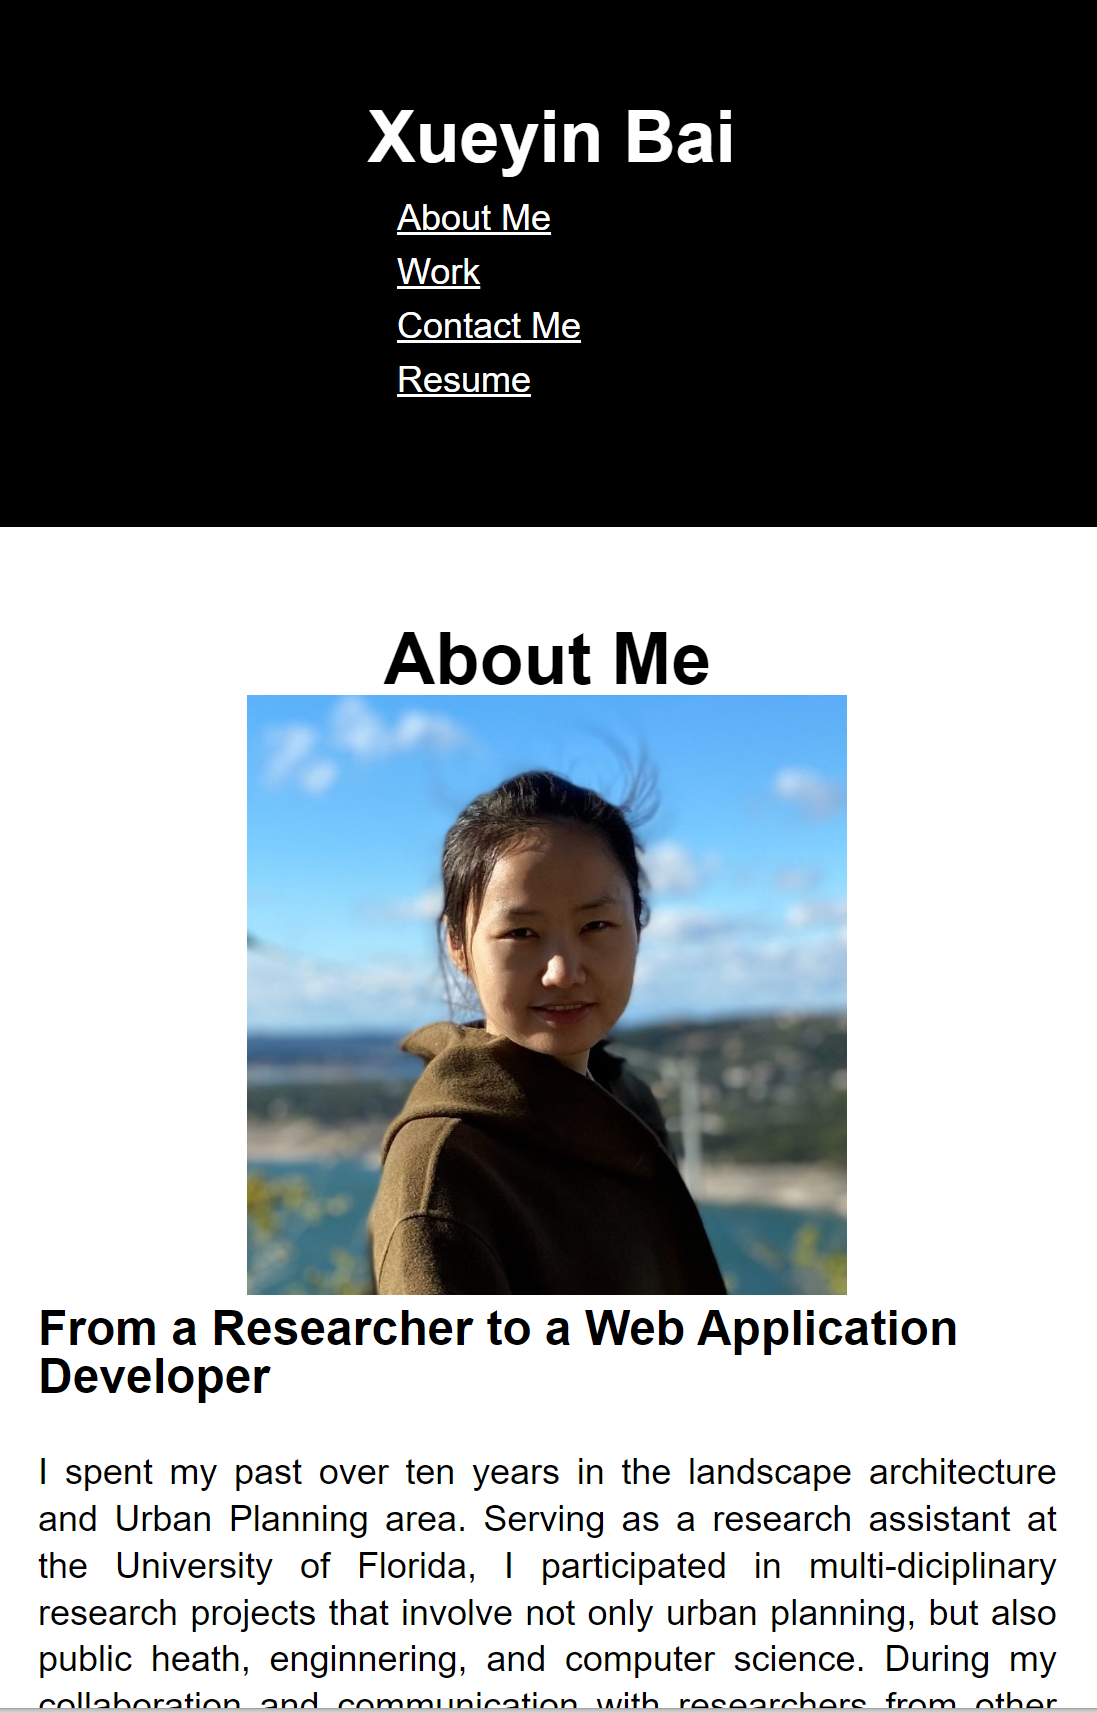 Xueyin Bai
About Me
Work
Contact Me
Resume
About Me
From a Researcher to a Web Application
Developer
I spent my past over ten years in the landscape architecture
and Urban Planning area. Serving as a research assistant at
the University of Florida, I participated in multi-diciplinary
research projects that involve not only urban planning, but also
public heath, enginnering, and computer science. During my
collaboration and communication with researchers from other